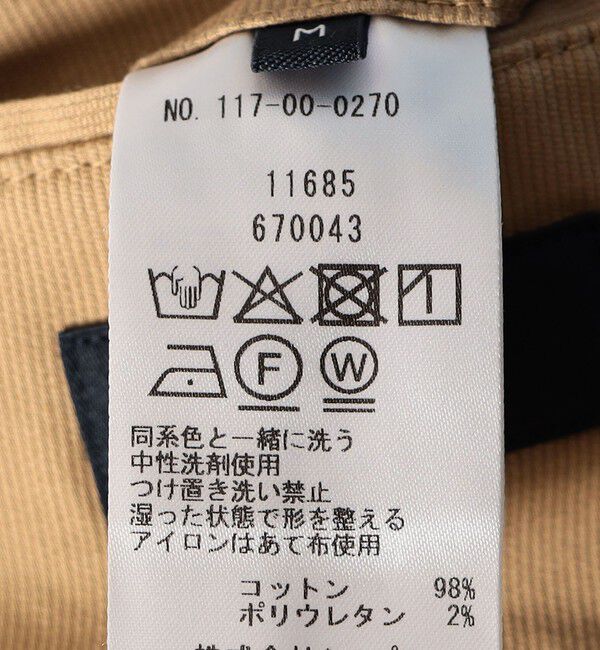 M
NO. 117-00-0270
11685
670043
F W
同系色と一緒に洗う
中性洗剤使用
つけ置き洗い禁止
湿った状態で形を整える
アイロンはあて布使用
コットン 98%
ポリウレタン 2%